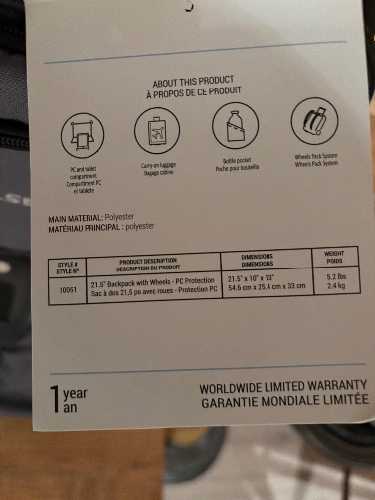 ABOUT THIS PRODUCT
À PROPOS DE CE PRODUIT
PC and tablet
compartment
Compartiment PC
et tablette
Carry-on luggage
Bagage cabine
Bottle pocket
Poche pour bouteille
Wheels Pack System
Wheels Pack System
MAIN MATERIAL: Polyester
MATÉRIAU PRINCIPAL : polyester
STYLE # PRODUCT DESCRIPTION DIMENSIONS WEIGHT
STYLE N° DESCRIPTION DU PRODUIT DIMENSIONS POIDS
10051 21.5" Backpack with Wheels - PC Protection 21.5" x 10" x 13" 5.2 lbs
Sac à dos 21,5 po avec roues - Protection PC 54.6 cm x 25.4 cm x 33 cm 2.4 kg
1 year
an
WORLDWIDE LIMITED WARRANTY
GARANTIE MONDIALE LIMITÉE